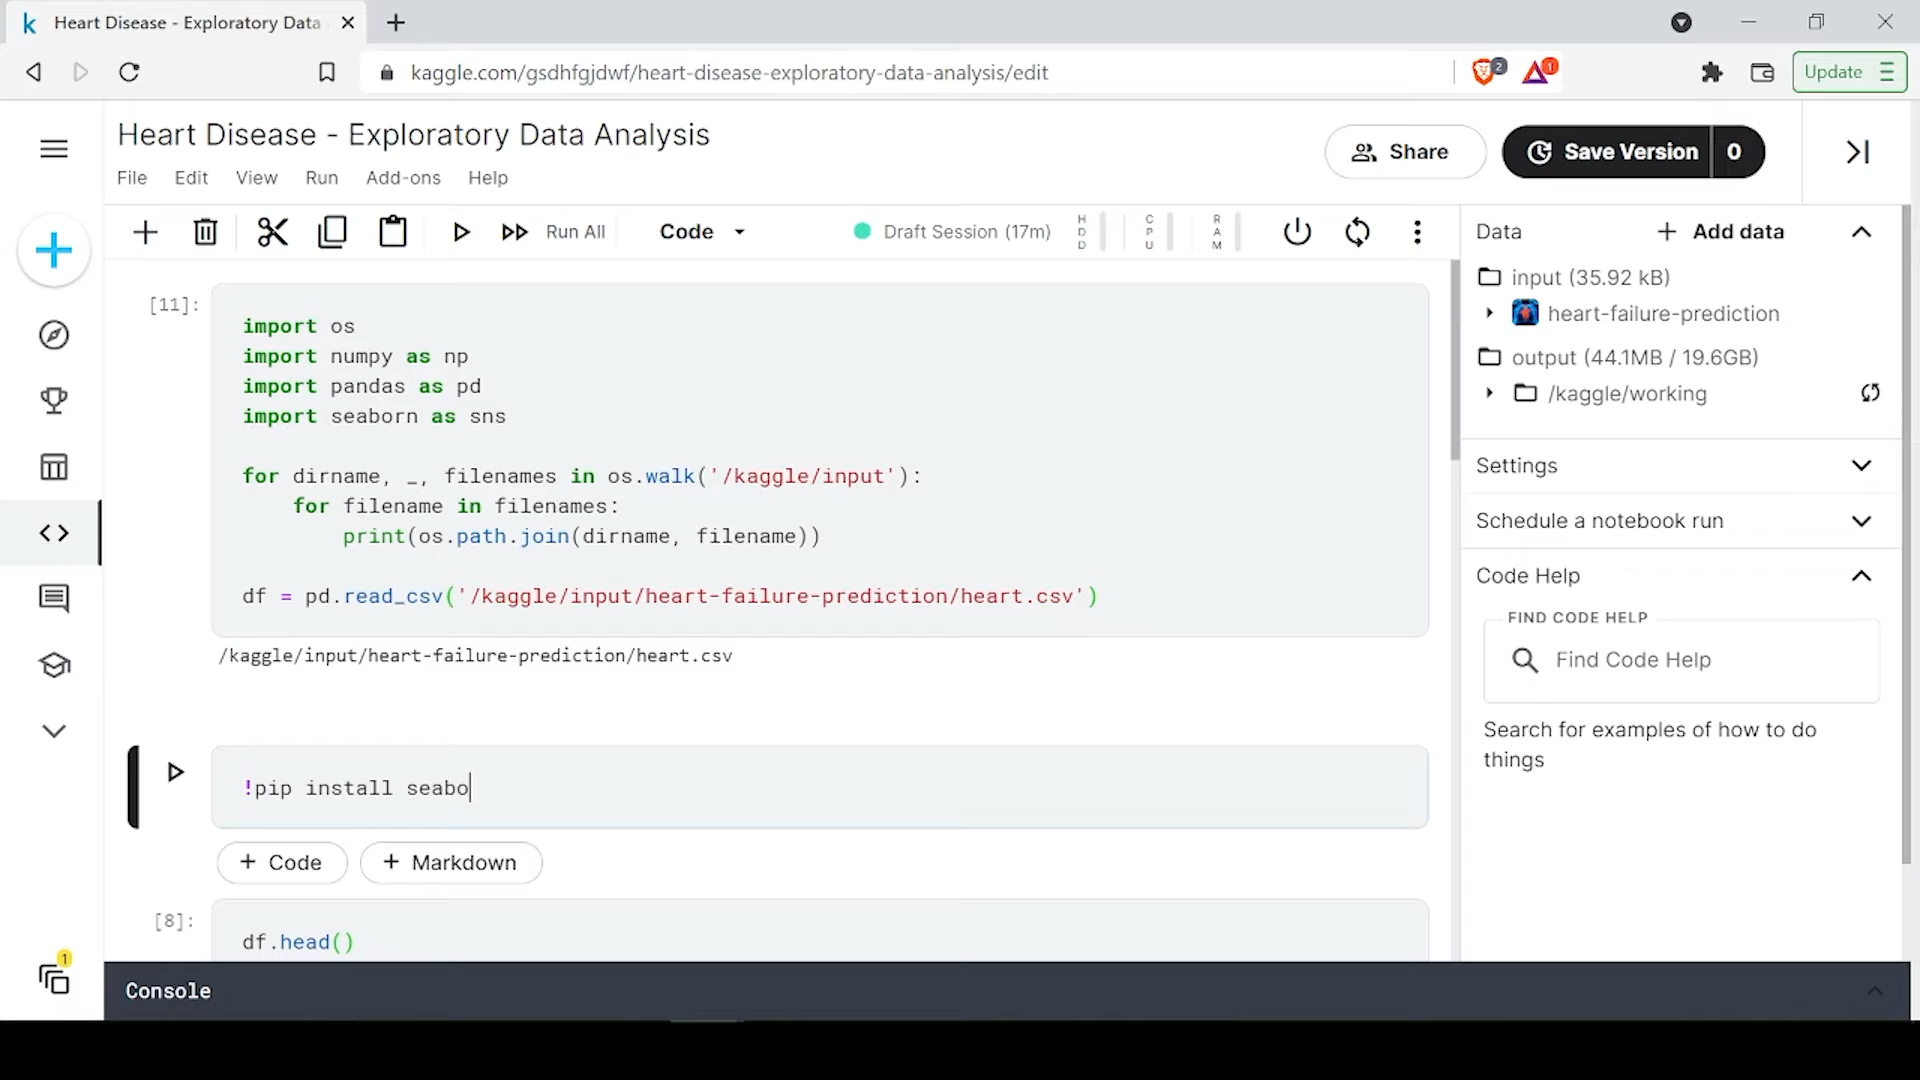 Heart Disease - Exploratory Data
kaggle.com/gsdhfgjdwf/heart-disease-exploratory-data-analysis/edit
2
1
Update
Heart Disease - Exploratory Data Analysis
Share
Save Version
0
File Edit View Run Add-ons Help
Run All
Code
Draft Session (17m)
HDD
CPU
RAM
Data
+ Add data
input (35.92 kB)
heart-failure-prediction
output (44.1MB / 19.6GB)
/kaggle/working
Settings
Schedule a notebook run
Code Help
FIND CODE HELP
Find Code Help
Search for examples of how to do
things
[11]:
import os
import numpy as np
import pandas as pd
import seaborn as sns
for dirname, _, filenames in os.walk('/kaggle/input'):
    for filename in filenames:
        print(os.path.join(dirname, filename))
df = pd.read_csv('/kaggle/input/heart-failure-prediction/heart.csv')
/kaggle/input/heart-failure-prediction/heart.csv
!pip install seabo
+ Code
+ Markdown
[8]:
df.head()
1
Console